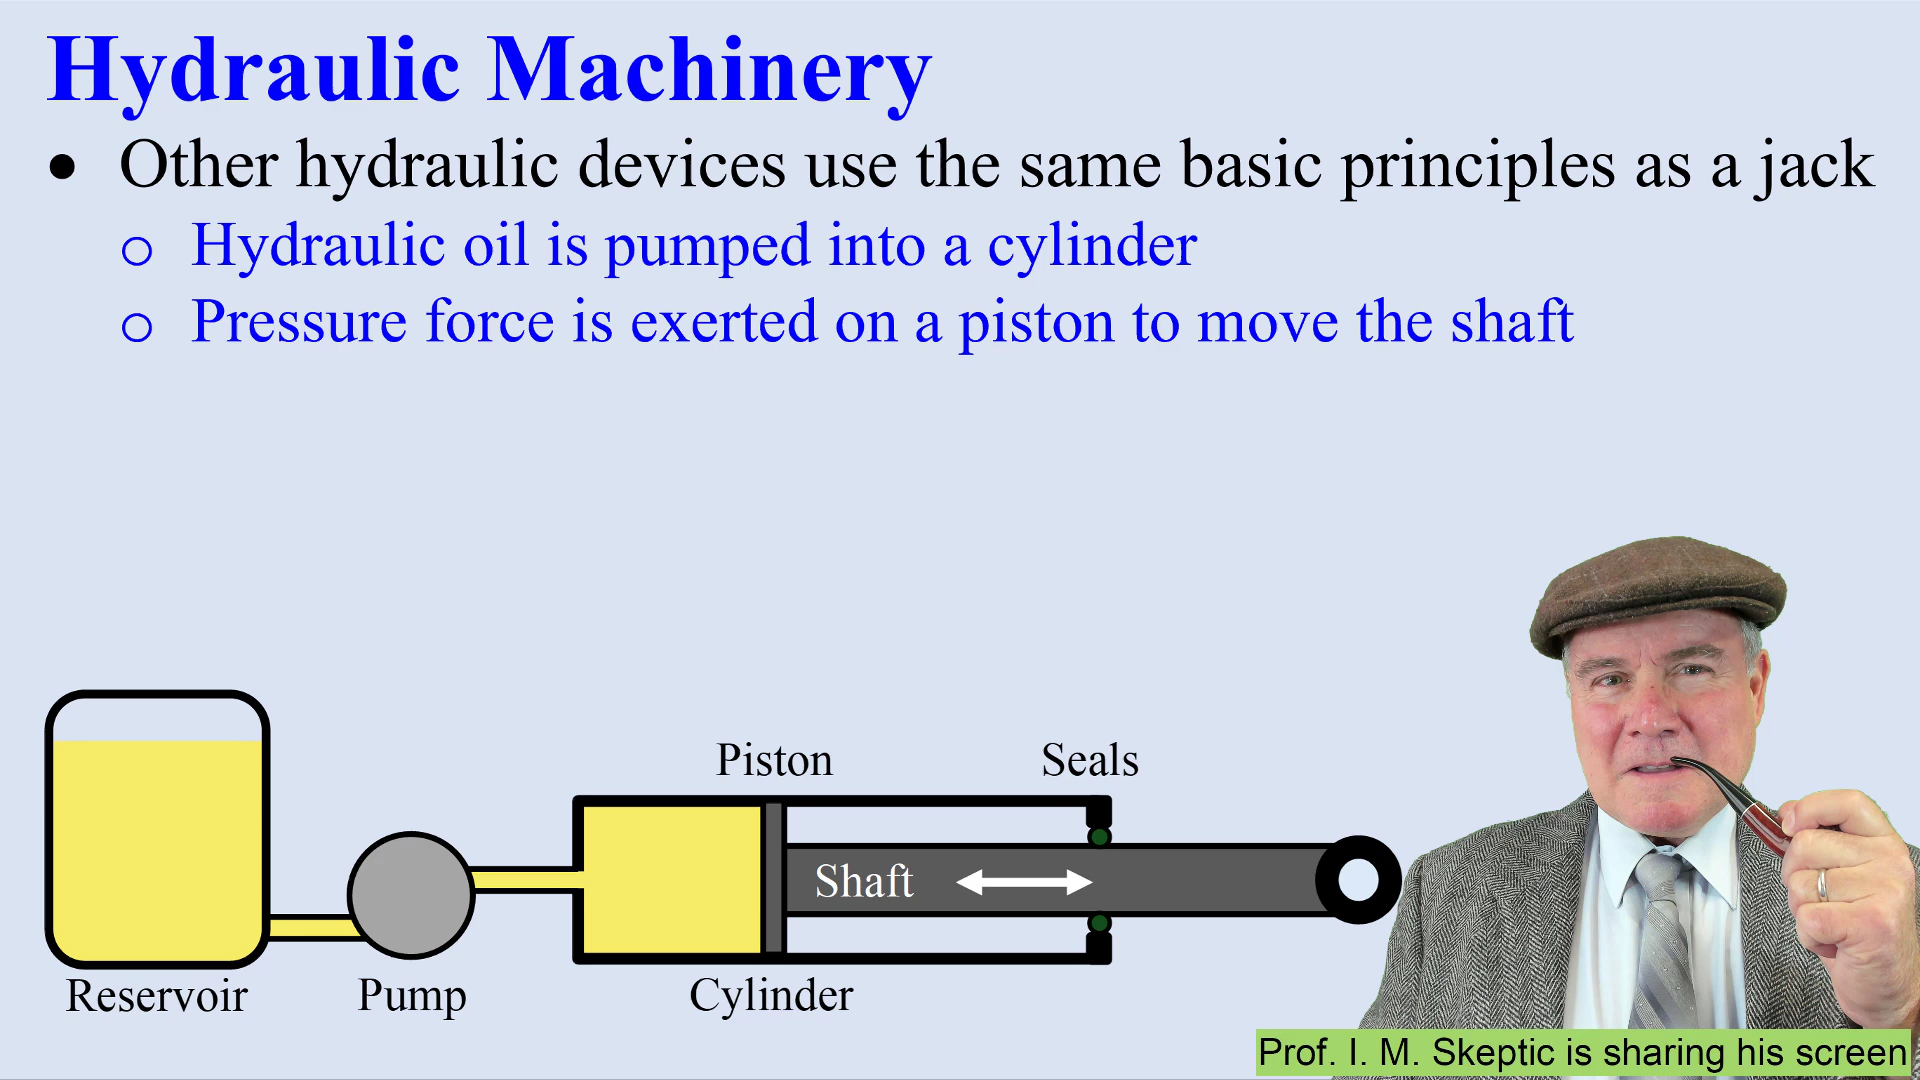 Hydraulic Machinery
• Other hydraulic devices use the same basic principles as a jack
o Hydraulic oil is pumped into a cylinder
o Pressure force is exerted on a piston to move the shaft
Piston
Seals
Shaft
Reservoir
Pump
Cylinder
Prof. I. M. Skeptic is sharing his screen